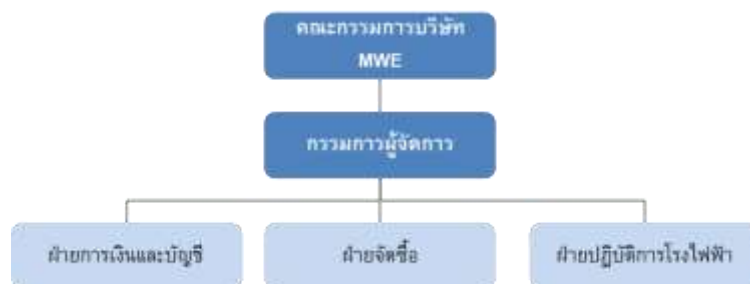 คณะกรรมการบริษัท
MWE
กรรมการผู้จัดการ
ฝ่ายการเงินและบัญชี
ฝ่ายจัดซื้อ
ฝ่ายปฏิบัติการโรงไฟฟ้า